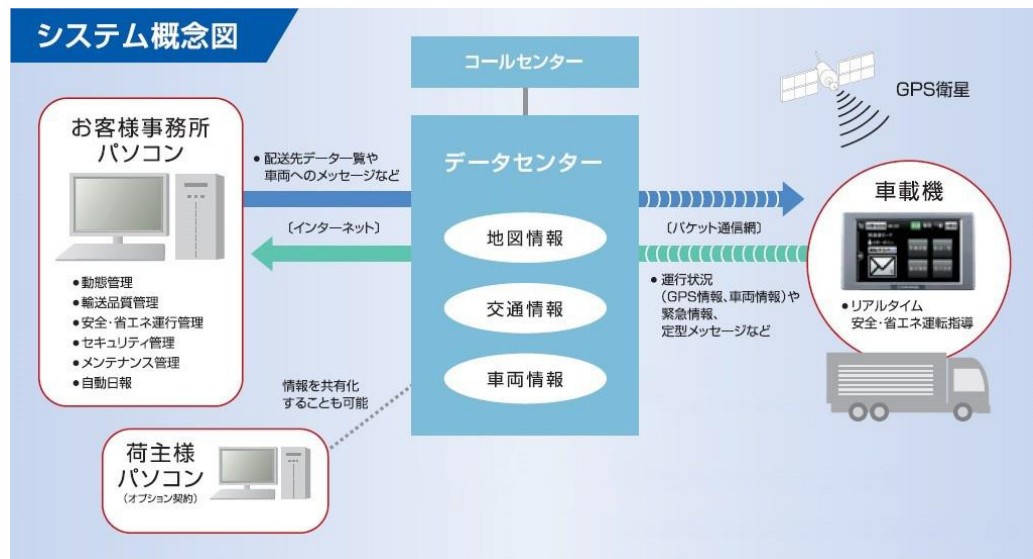 システム概念図
コールセンター
GPS衛星
お客様事務所
パソコン
●配送先データ一覧や
車両へのメッセージなど
データセンター
車載機
〔インターネット〕
地図情報
〔パケット通信網〕
●動態管理
●輸送品質管理
●安全・省エネ運行管理
●セキュリティ管理
●メンテナンス管理
●自動日報
交通情報
●運行状況
(GPS情報、車両情報)や
緊急情報、
定型メッセージなど
●リアルタイム
安全・省エネ運転指導
車両情報
情報を共有化
することも可能
荷主様
パソコン
(オプション契約)